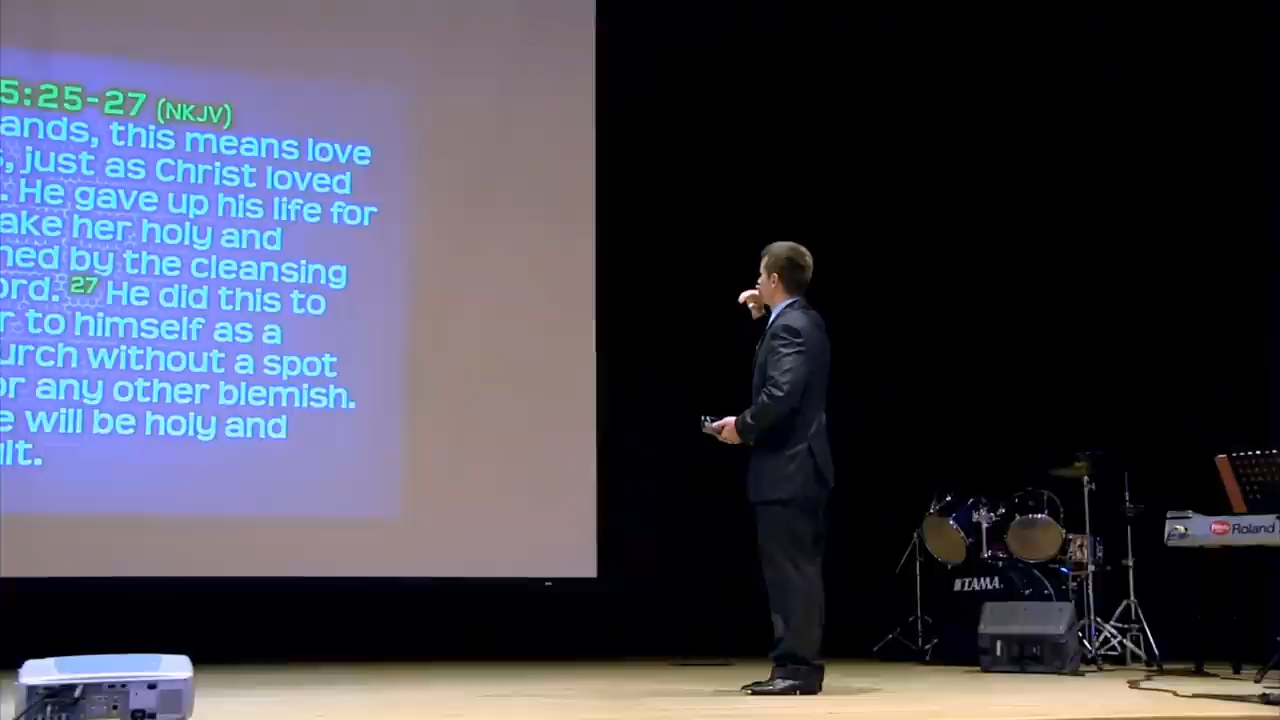 5:25-27 (NKJV)
ands, this means love
, just as Christ loved
. He gave up his life for
ake her holy and
ned by the cleansing
ord. 27 He did this to
r to himself as a
urch without a spot
or any other blemish.
e will be holy and
ult.
TAMA
Roland